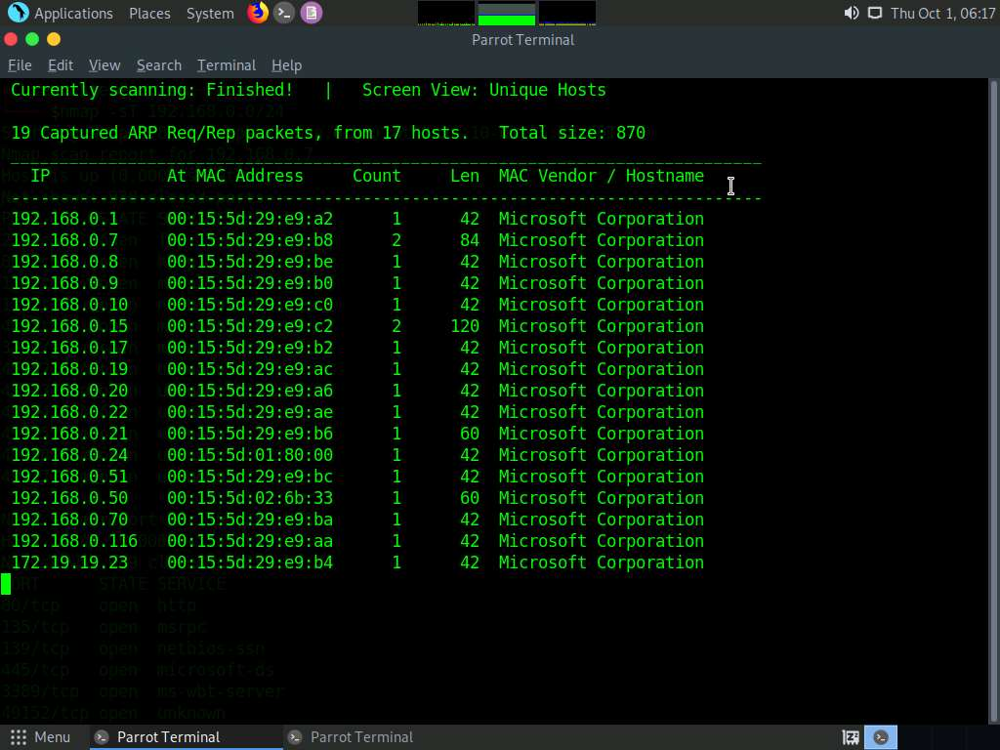 Applications Places System Thu Oct 1, 06:17
Parrot Terminal
File Edit View Search Terminal Help
Currently scanning: Finished! | Screen View: Unique Hosts
$nmap -sT 192.168.0.0/24
19 Captured ARP Req/Rep packets, from 17 hosts. Total size: 870
_____________________________________________________________________________
IP At MAC Address Count Len MAC Vendor / Hostname
-----------------------------------------------------------------------------
192.168.0.1 00:15:5d:29:e9:a2 1 42 Microsoft Corporation
192.168.0.7 00:15:5d:29:e9:b8 2 84 Microsoft Corporation
192.168.0.8 00:15:5d:29:e9:be 1 42 Microsoft Corporation
192.168.0.9 00:15:5d:29:e9:b0 1 42 Microsoft Corporation
192.168.0.10 00:15:5d:29:e9:c0 1 42 Microsoft Corporation
192.168.0.15 00:15:5d:29:e9:c2 2 120 Microsoft Corporation
192.168.0.17 00:15:5d:29:e9:b2 1 42 Microsoft Corporation
192.168.0.19 00:15:5d:29:e9:ac 1 42 Microsoft Corporation
192.168.0.20 00:15:5d:29:e9:a6 1 42 Microsoft Corporation
192.168.0.22 00:15:5d:29:e9:ae 1 42 Microsoft Corporation
192.168.0.21 00:15:5d:29:e9:b6 1 60 Microsoft Corporation
192.168.0.24 00:15:5d:01:80:00 1 42 Microsoft Corporation
192.168.0.51 00:15:5d:29:e9:bc 1 42 Microsoft Corporation
192.168.0.50 00:15:5d:02:6b:33 1 60 Microsoft Corporation
192.168.0.70 00:15:5d:29:e9:ba 1 42 Microsoft Corporation
192.168.0.116 00:15:5d:29:e9:aa 1 42 Microsoft Corporation
172.19.19.23 00:15:5d:29:e9:b4 1 42 Microsoft Corporation
STATE SERVICE
80/tcp open http
135/tcp open msrpc
139/tcp open netbios-ssn
445/tcp open microsoft-ds
3389/tcp open ms-wbt-server
49152/tcp open unknown
Menu Parrot Terminal Parrot Terminal